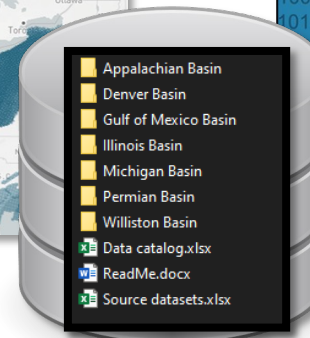 Ottawa
Appalachian Basin
Denver Basin
Gulf of Mexico Basin
Illinois Basin
Michigan Basin
Permian Basin
Williston Basin
Data catalog.xlsx
ReadMe.docx
Source datasets.xlsx